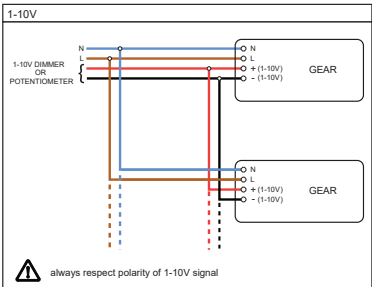 1-10V
N
L
1-10V DIMMER
OR
POTENTIOMETER
N
L
+ (1-10V)
- (1-10V)
GEAR
N
L
+ (1-10V)
- (1-10V)
GEAR
always respect polarity of 1-10V signal